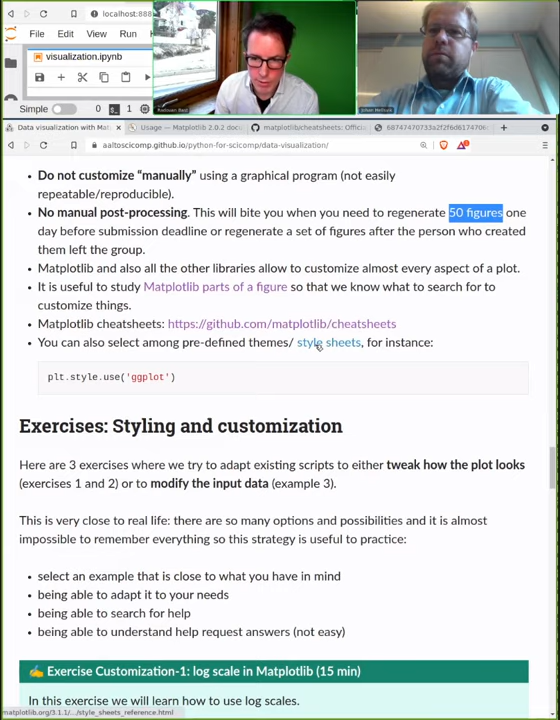 localhost:888
File Edit View Run Kernel
visualization.ipynb
Simple 0 1
Radovan Bast
Johan Hellsvik
Data visualization with Mat
Usage — Matplotlib 2.0.2 doc
matplotlib/cheatsheets: Offici
68747470733a2f2f6d6174706
aaltoscicomp.github.io/python-for-scicomp/data-visualization/
• Do not customize “manually” using a graphical program (not easily
repeatable/reproducible).
• No manual post-processing. This will bite you when you need to regenerate 50 figures one
day before submission deadline or regenerate a set of figures after the person who created
them left the group.
• Matplotlib and also all the other libraries allow to customize almost every aspect of a plot.
• It is useful to study Matplotlib parts of a figure so that we know what to search for to
customize things.
• Matplotlib cheatsheets: https://github.com/matplotlib/cheatsheets
• You can also select among pre-defined themes/ style sheets, for instance:
plt.style.use('ggplot')
Exercises: Styling and customization
Here are 3 exercises where we try to adapt existing scripts to either tweak how the plot looks
(exercises 1 and 2) or to modify the input data (example 3).
This is very close to real life: there are so many options and possibilities and it is almost
impossible to remember everything so this strategy is useful to practice:
• select an example that is close to what you have in mind
• being able to adapt it to your needs
• being able to search for help
• being able to understand help request answers (not easy)
✍ Exercise Customization-1: log scale in Matplotlib (15 min)
In this exercise we will learn how to use log scales.
matplotlib/3.1.1/.../style_sheets_reference.html